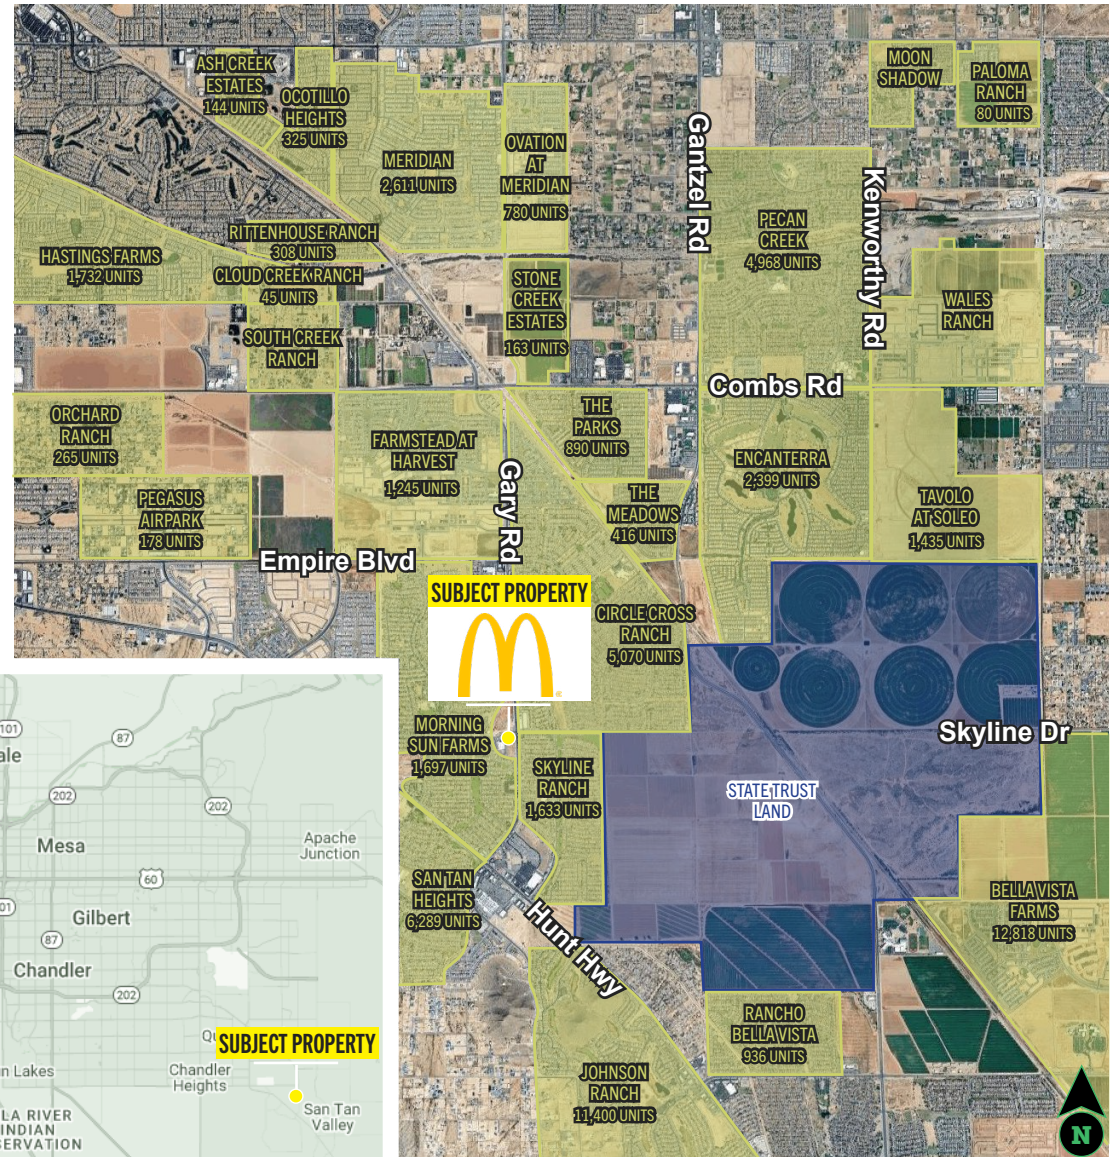 ASH CREEK
ESTATES
144 UNITS
OCOTILLO
HEIGHTS
325 UNITS
MERIDIAN
2,611 UNITS
OVATION
AT
MERIDIAN
780 UNITS
MOON
SHADOW
PALOMA
RANCH
80 UNITS
Gantzel Rd
Kenworthy Rd
PECAN
CREEK
4,968 UNITS
HASTINGS FARMS
1,732 UNITS
RITTENHOUSE RANCH
308 UNITS
CLOUD CREEK RANCH
45 UNITS
SOUTH CREEK
RANCH
STONE
CREEK
ESTATES
163 UNITS
WALES
RANCH
Combs Rd
ORCHARD
RANCH
265 UNITS
FARMSTEAD AT
HARVEST
1,245 UNITS
Gary Rd
THE
PARKS
890 UNITS
ENCANTERRA
2,399 UNITS
PEGASUS
AIRPARK
178 UNITS
THE
MEADOWS
416 UNITS
TAVOLO
AT SOLEO
1,435 UNITS
Empire Blvd
SUBJECT PROPERTY
CIRCLE CROSS
RANCH
5,070 UNITS
MORNING
SUN FARMS
1,697 UNITS
SKYLINE
RANCH
1,633 UNITS
Skyline Dr
STATE TRUST
LAND
SAN TAN
HEIGHTS
6,289 UNITS
Hunt Hwy
BELLA VISTA
FARMS
12,818 UNITS
RANCHO
BELLA VISTA
936 UNITS
JOHNSON
RANCH
11,400 UNITS
N
101
ale
87
202
202
Mesa
Apache
Junction
60
01
Gilbert
87
Chandler
202
SUBJECT PROPERTY
n Lakes
Chandler
Heights
San Tan
Valley
LA RIVER
INDIAN
SERVATION